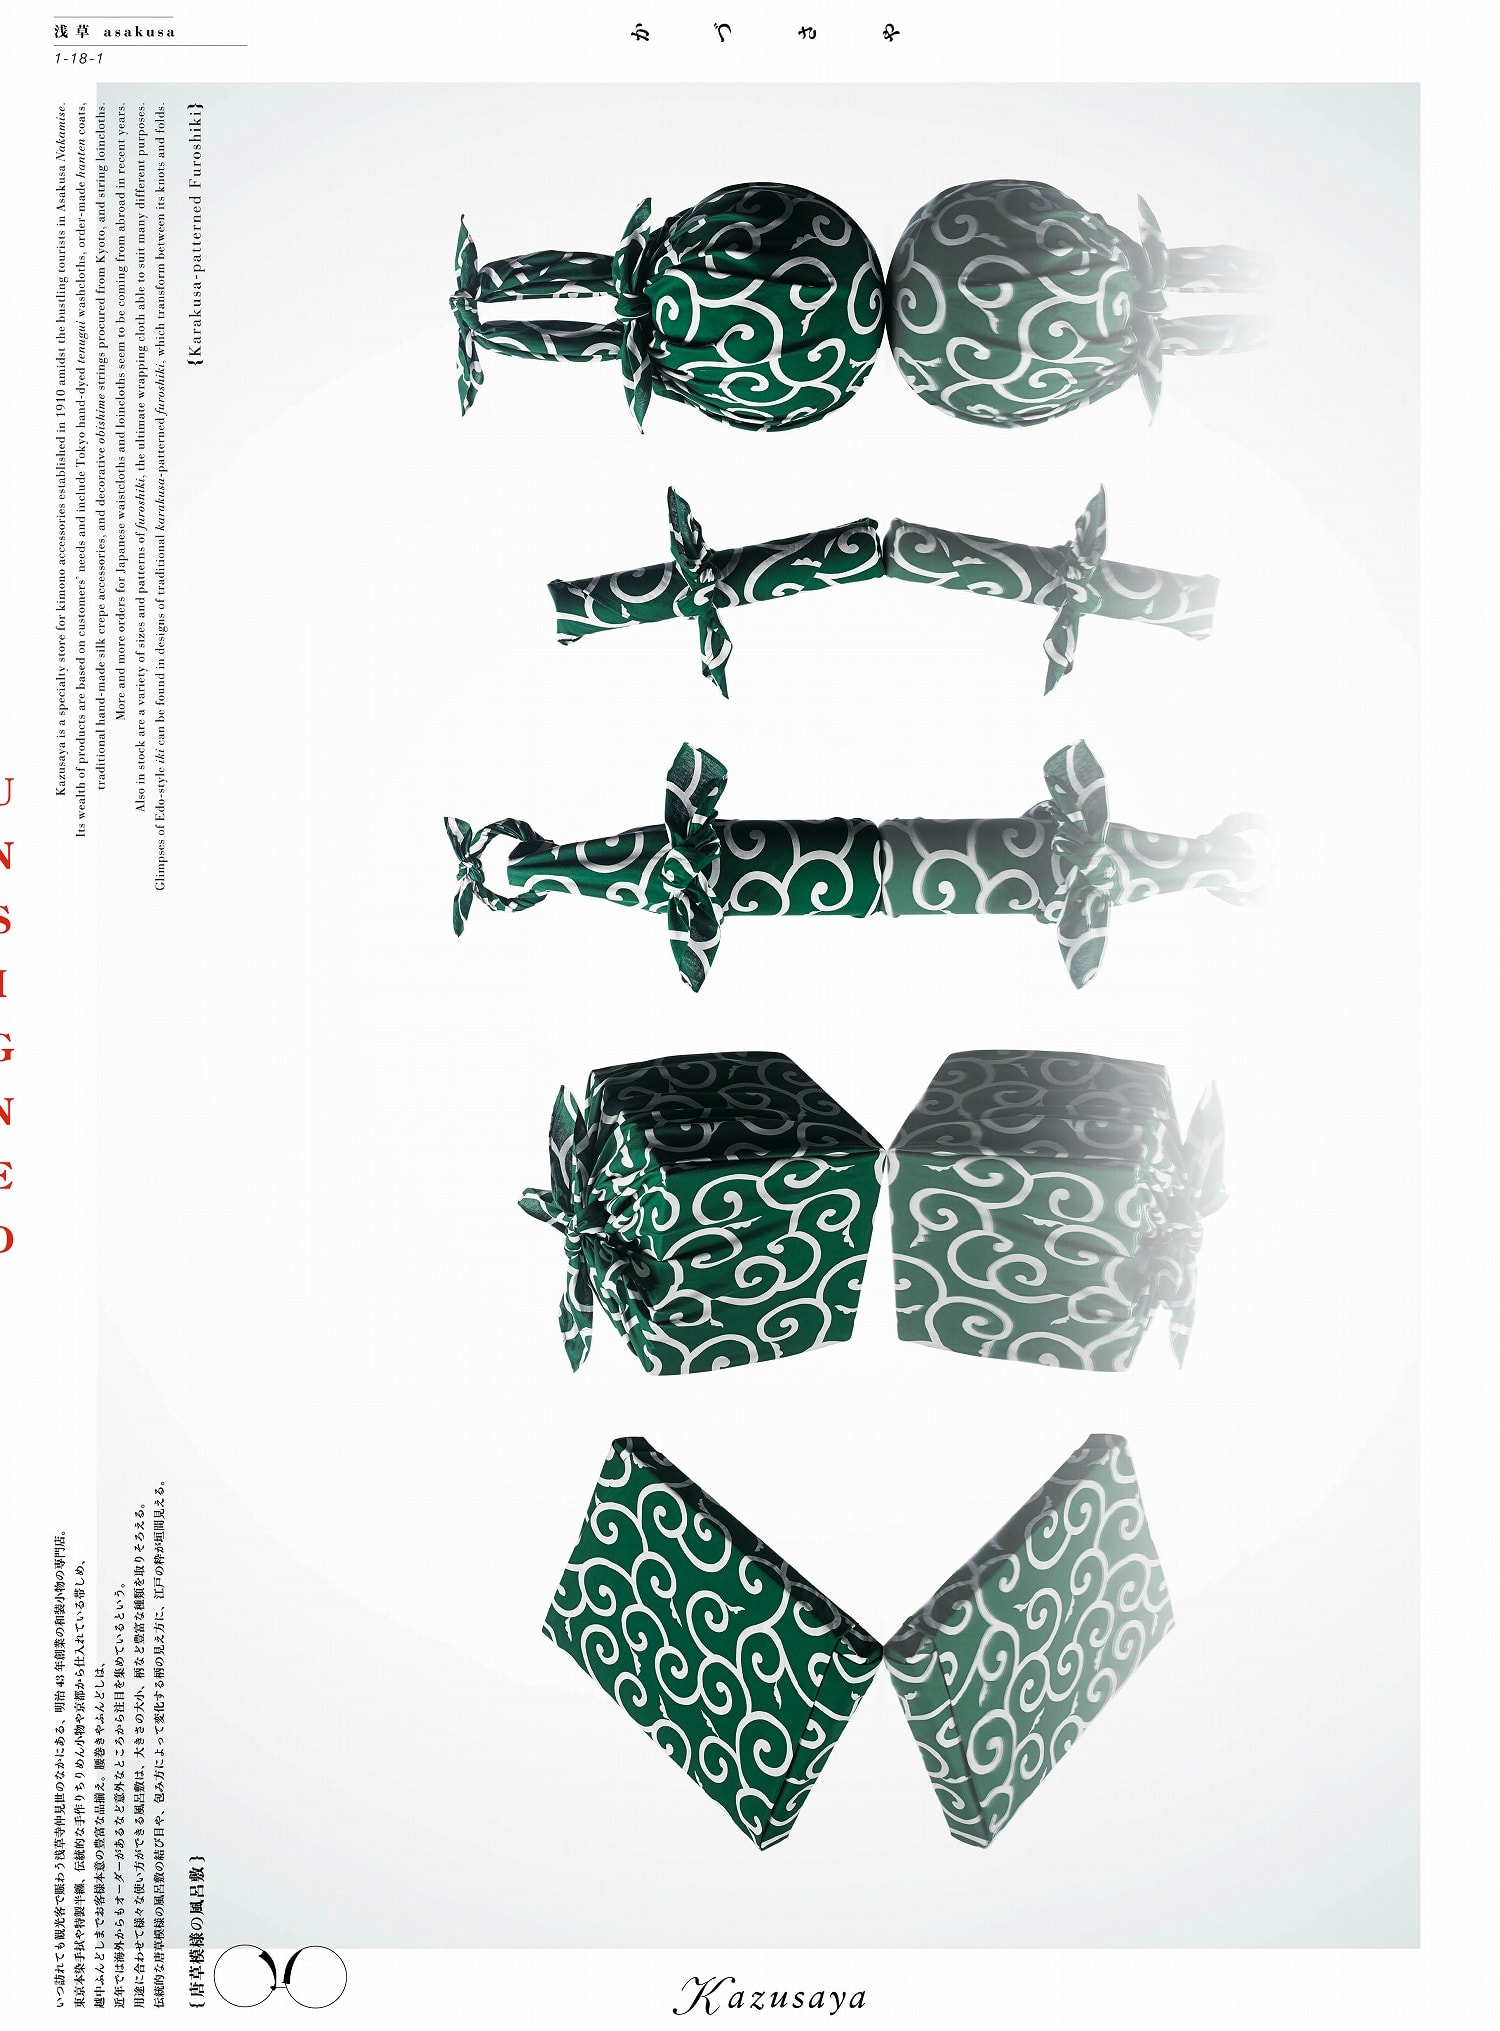 浅草 asakusa
1-18-1
かづさや
{Karakusa-patterned Furoshiki}
Kazusaya is a specialty store for kimono accessories established in 1910 amidst the bustling tourists in Asakusa Nakamise.
Its wealth of products are based on customers' needs and include Tokyo hand-dyed tenugui washcloths, order-made hanten coats,
traditional hand-made silk crepe accessories, and decorative obishime strings procured from Kyoto, and string loincloths.
More and more orders for Japanese waistcloths and loincloths seem to be coming from abroad in recent years.
Also in stock are a variety of sizes and patterns of furoshiki, the ultimate wrapping cloth able to suit many different purposes.
Glimpses of Edo-style iki can be found in designs of traditional karakusa-patterned furoshiki, which transform between its knots and folds.
UNSIGNED
{唐草模様の風呂敷}
いつ訪れても観光客で賑わう浅草寺仲見世のなかにある、明治43年創業の和装小物の専門店。
東京本染手拭や特製半纏、伝統的な手作りちりめん小物や京都から仕入れている帯しめ、
越中ふんどしまでお客様本意の豊富な品揃え。腰巻きやふんどしは、
近年では海外からもオーダーがあるなど意外なところから注目を集めているという。
用途に合わせて様々な使い方ができる風呂敷は、大きさの大小、柄など豊富な種類を取りそろえる。
伝統的な唐草模様の風呂敷の結び目や、包み方によって変化する柄の見え方に、江戸の粋が垣間見える。
Kazusaya